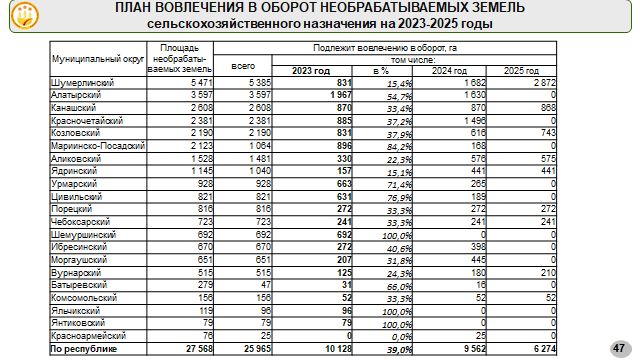 ПЛАН ВОВЛЕЧЕНИЯ В ОБОРОТ НЕОБРАБАТЫВАЕМЫХ ЗЕМЕЛЬ
сельскохозяйственного назначения на 2023-2025 годы
Муниципальный округ Площадь необрабаты-ваемых земель Подлежит вовлечению в оборот, га
всего том числе:
2023 год в % 2024 год 2025 год
Шумерлинский 5 471 5 385 831 15,4% 1 682 2 872
Алатырский 3 597 3 597 1 967 54,7% 1 630 0
Канашский 2 608 2 608 870 33,4% 870 868
Красночетайский 2 381 2 381 885 37,2% 1 496 0
Козловский 2 190 2 190 831 37,9% 616 743
Мариинско-Посадский 2 123 1 064 896 84,2% 168 0
Аликовский 1 528 1 481 330 22,3% 576 575
Ядринский 1 145 1 040 157 15,1% 441 441
Урмарский 928 928 663 71,4% 265 0
Цивильский 821 821 631 76,9% 189 0
Порецкий 816 816 272 33,3% 272 272
Чебоксарский 723 723 241 33,3% 241 241
Шемуршинский 692 692 692 100,0% 0 0
Ибресинский 670 670 272 40,6% 398 0
Моргаушский 651 651 207 31,8% 445 0
Вурнарский 515 515 125 24,3% 180 210
Батыревский 279 47 31 66,0% 16 0
Комсомольский 156 156 52 33,3% 52 52
Яльчикский 119 96 96 100,0% 0 0
Янтиковский 79 79 79 100,0% 0 0
Красноармейский 76 25 0 0,0% 25 0
По республике 27 568 25 965 10 128 39,0% 9 562 6 274
47